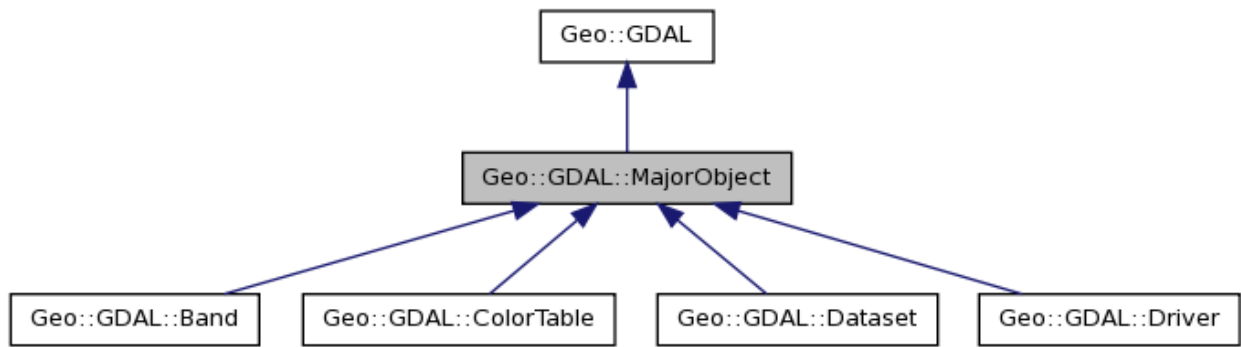 Geo::GDAL
Geo::GDAL::MajorObject
Geo::GDAL::Band
Geo::GDAL::ColorTable
Geo::GDAL::Dataset
Geo::GDAL::Driver